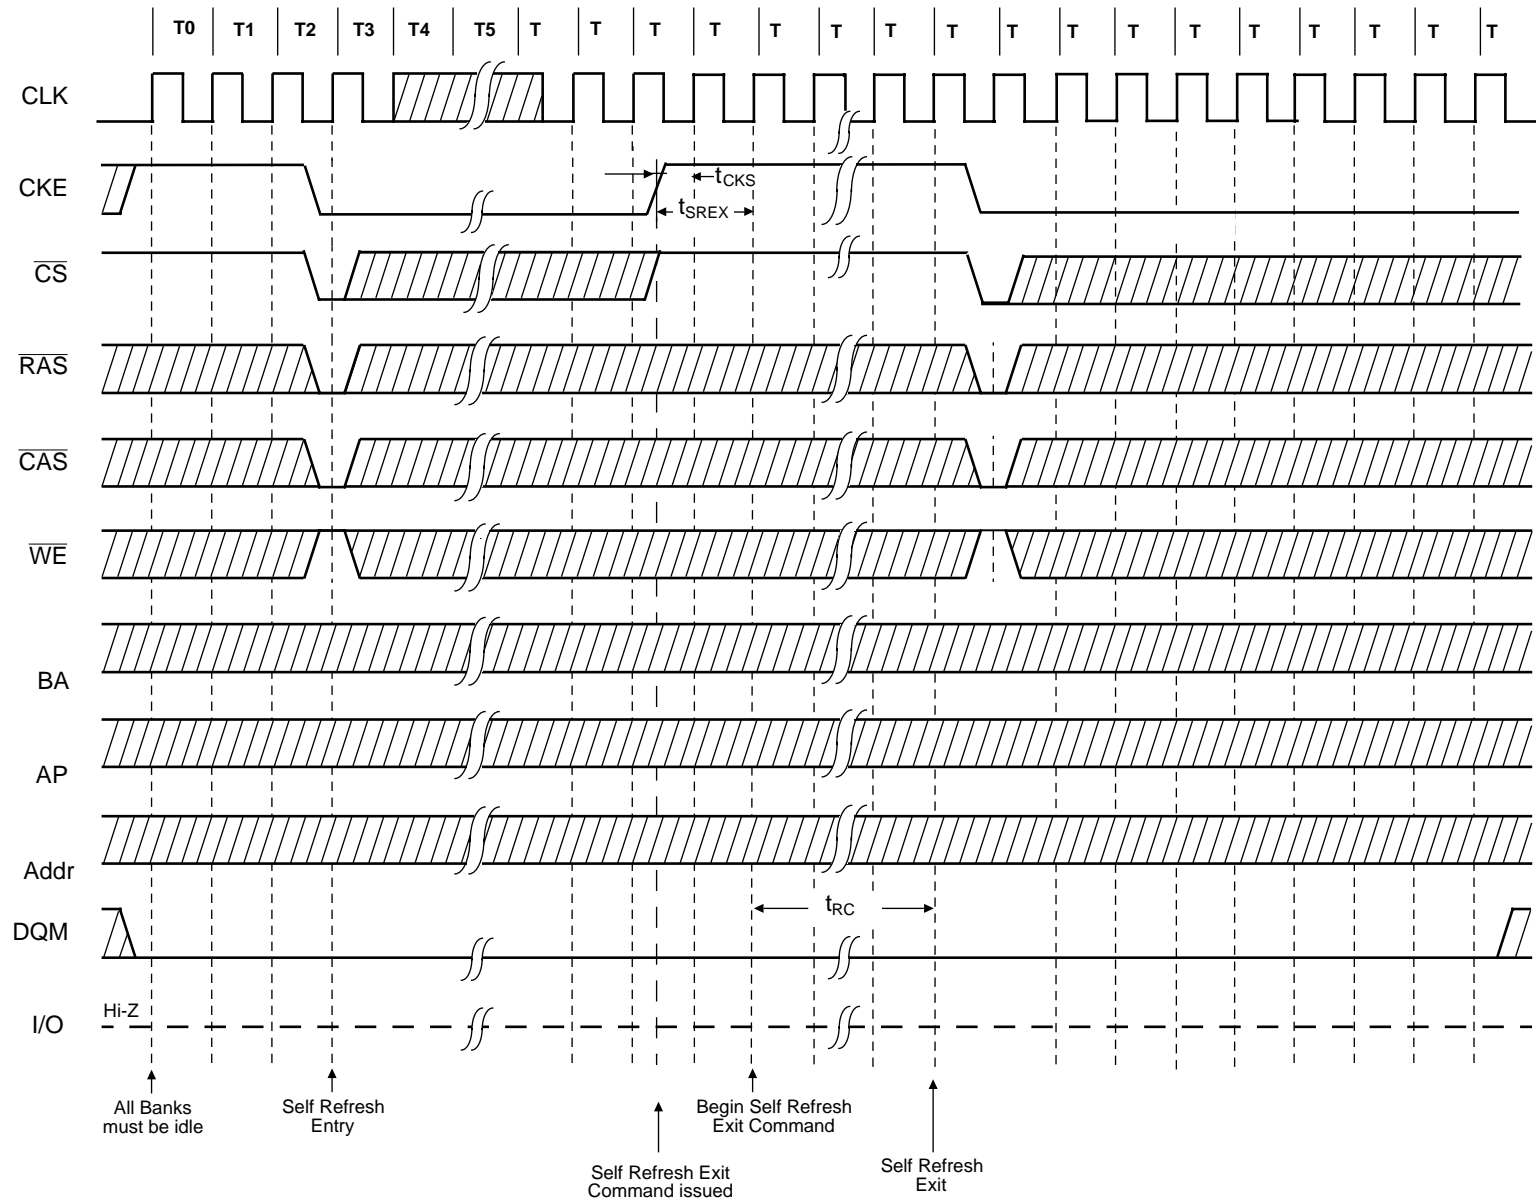 T0 T1 T2 T3 T4 T5 T T T T T T T T T T T T T T T T T
CLK
CKE
tCKS
tSREX
CS
RAS
CAS
WE
BA
AP
Addr
tRC
DQM
Hi-Z
I/O
All Banks
must be idle
Self Refresh
Entry
Begin Self Refresh
Exit Command
Self Refresh Exit
Command issued
Self Refresh
Exit